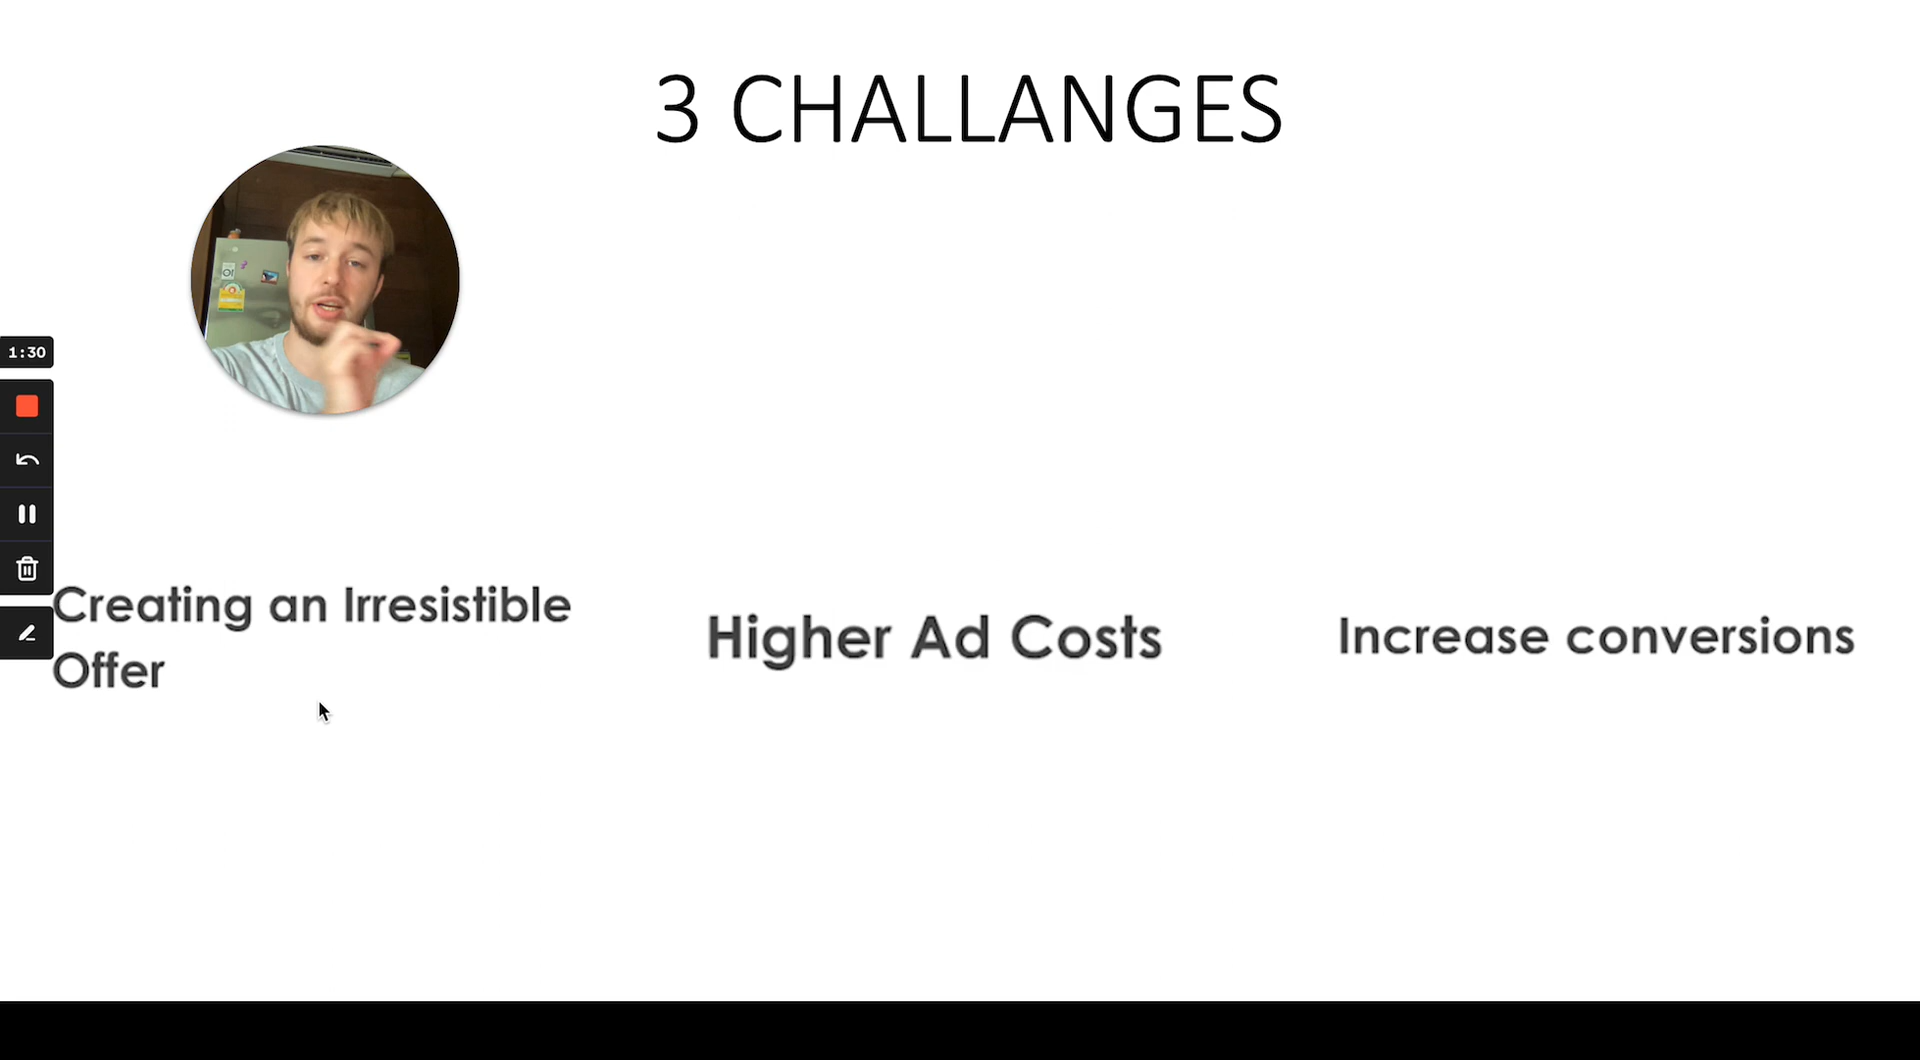 3 CHALLANGES
1:30
Creating an Irresistible
Offer
Higher Ad Costs
Increase conversions